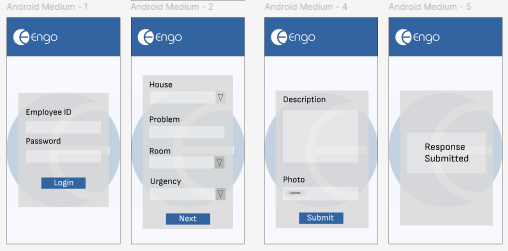 Android Medium - 1
Engo
Employee ID
Password
Login
Android Medium - 2
Engo
House
Problem
Room
Urgency
Next
Android Medium - 4
Engo
Description
Photo
Upload
Submit
Android Medium - 5
Engo
Response
Submitted